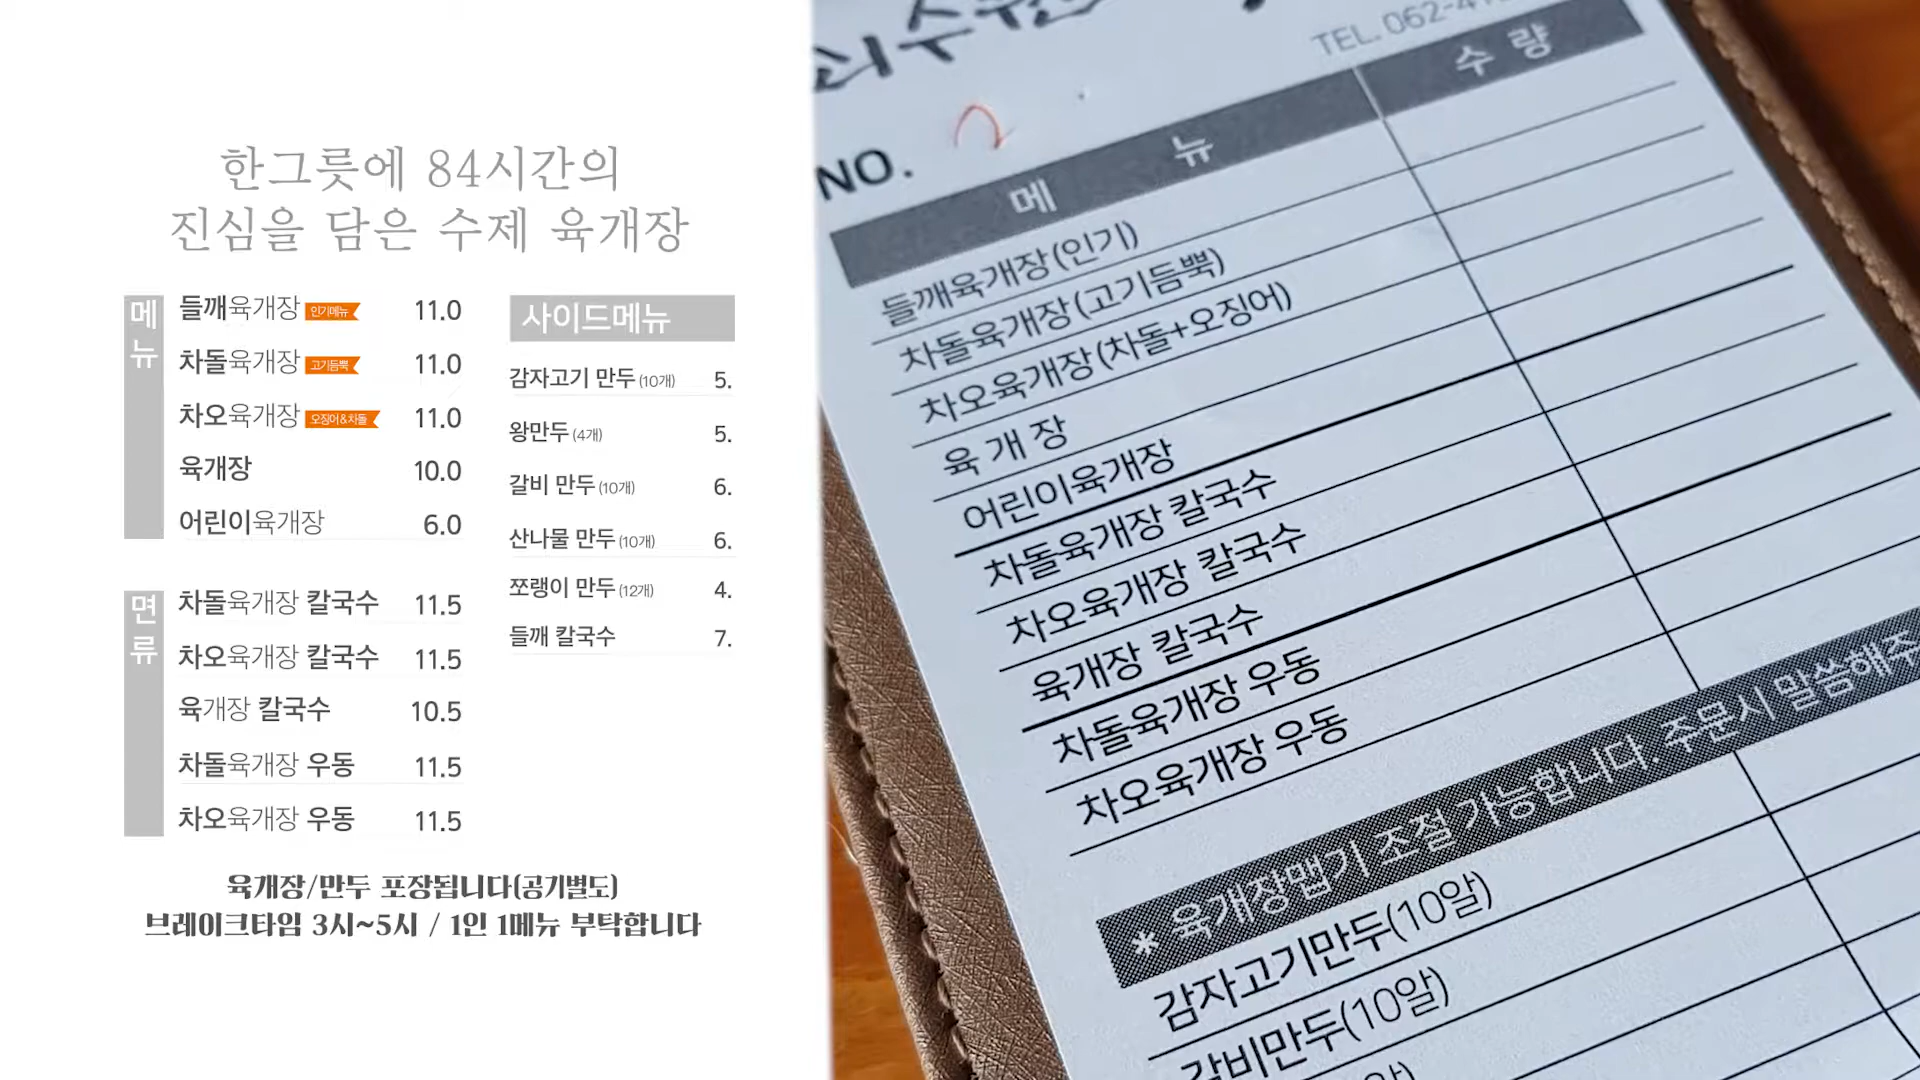 한그릇에 84시간의
진심을 담은 수제 육개장
메뉴
들깨육개장 인기메뉴 11.0
차돌육개장 고기듬뿍 11.0
차오육개장 오징어&차돌 11.0
육개장 10.0
어린이육개장 6.0
면류
차돌육개장 칼국수 11.5
차오육개장 칼국수 11.5
육개장 칼국수 10.5
차돌육개장 우동 11.5
차오육개장 우동 11.5
사이드메뉴
감자고기 만두 (10개) 5.
왕만두 (4개) 5.
갈비 만두 (10개) 6.
산나물 만두 (10개) 6.
쪼랭이 만두 (12개) 4.
들깨 칼국수 7.
육개장/만두 포장됩니다(공기별도)
브레이크타임 3시~5시 / 1인 1메뉴 부탁합니다
TEL. 062-4
NO. 2
메 뉴 수 량
들깨육개장(인기)
차돌육개장(고기듬뿍)
차오육개장(차돌+오징어)
육 개 장
어린이육개장
차돌육개장 칼국수
차오육개장 칼국수
육개장 칼국수
차돌육개장 우동
차오육개장 우동
* 육개장맵기 조절 가능합니다. 주문시 말씀해주
감자고기만두(10알)
갈비만두(10알)